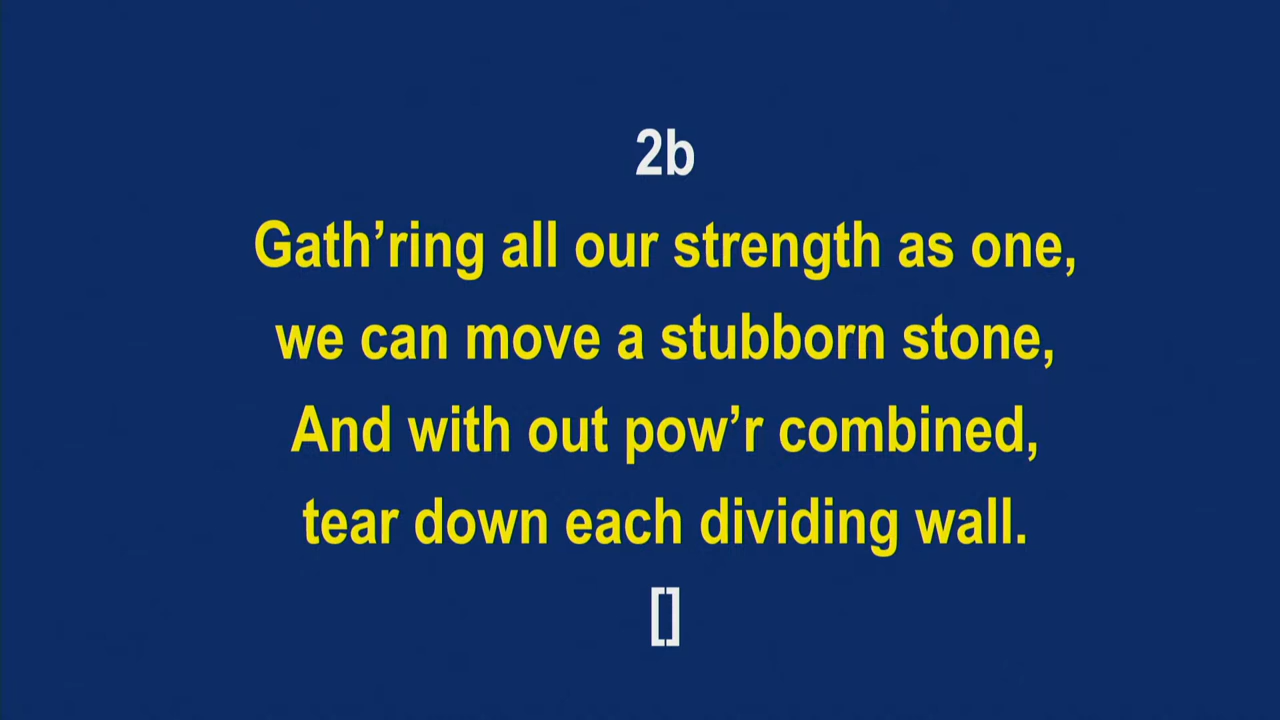 2b
Gath’ring all our strength as one,
we can move a stubborn stone,
And with out pow’r combined,
tear down each dividing wall.
[]